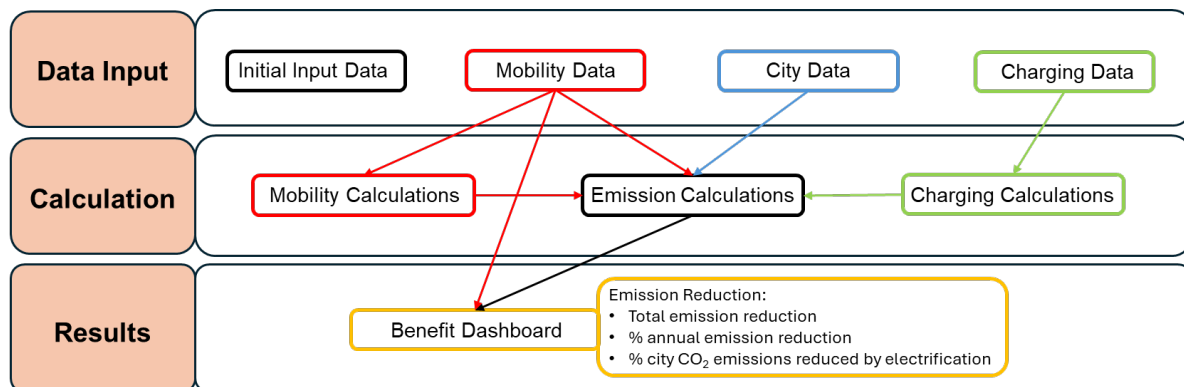 Data Input
Initial Input Data
Mobility Data
City Data
Charging Data
Calculation
Mobility Calculations
Emission Calculations
Charging Calculations
Results
Benefit Dashboard
Emission Reduction:
• Total emission reduction
• % annual emission reduction
• % city CO₂ emissions reduced by electrification